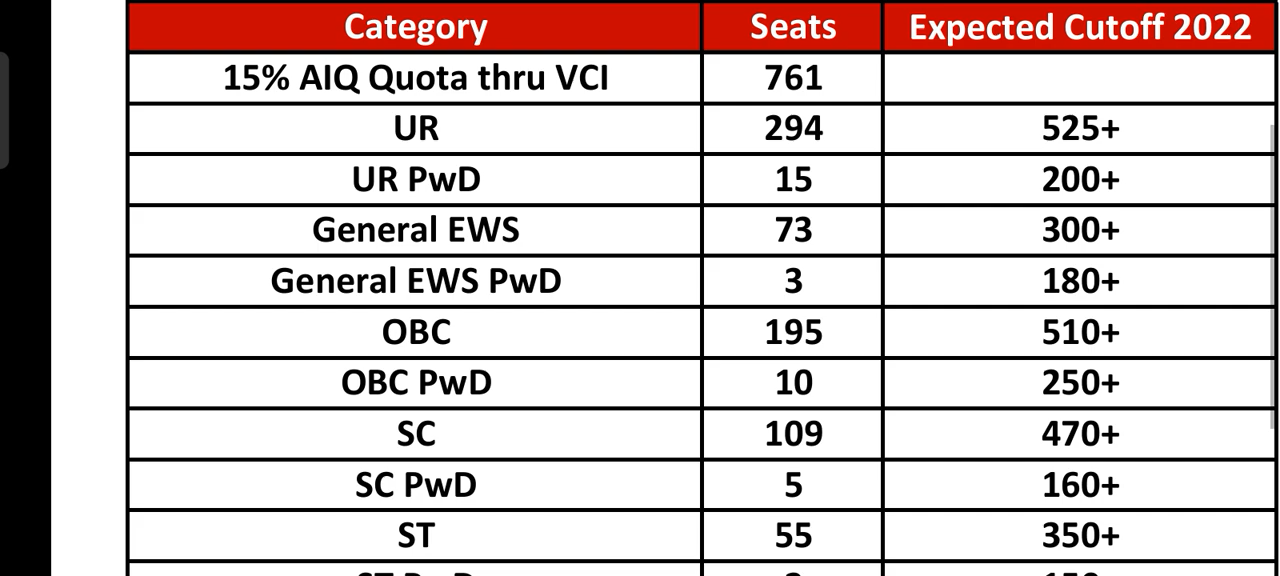 Category Seats Expected Cutoff 2022
15% AIQ Quota thru VCI 761
UR 294 525+
UR PwD 15 200+
General EWS 73 300+
General EWS PwD 3 180+
OBC 195 510+
OBC PwD 10 250+
SC 109 470+
SC PwD 5 160+
ST 55 350+